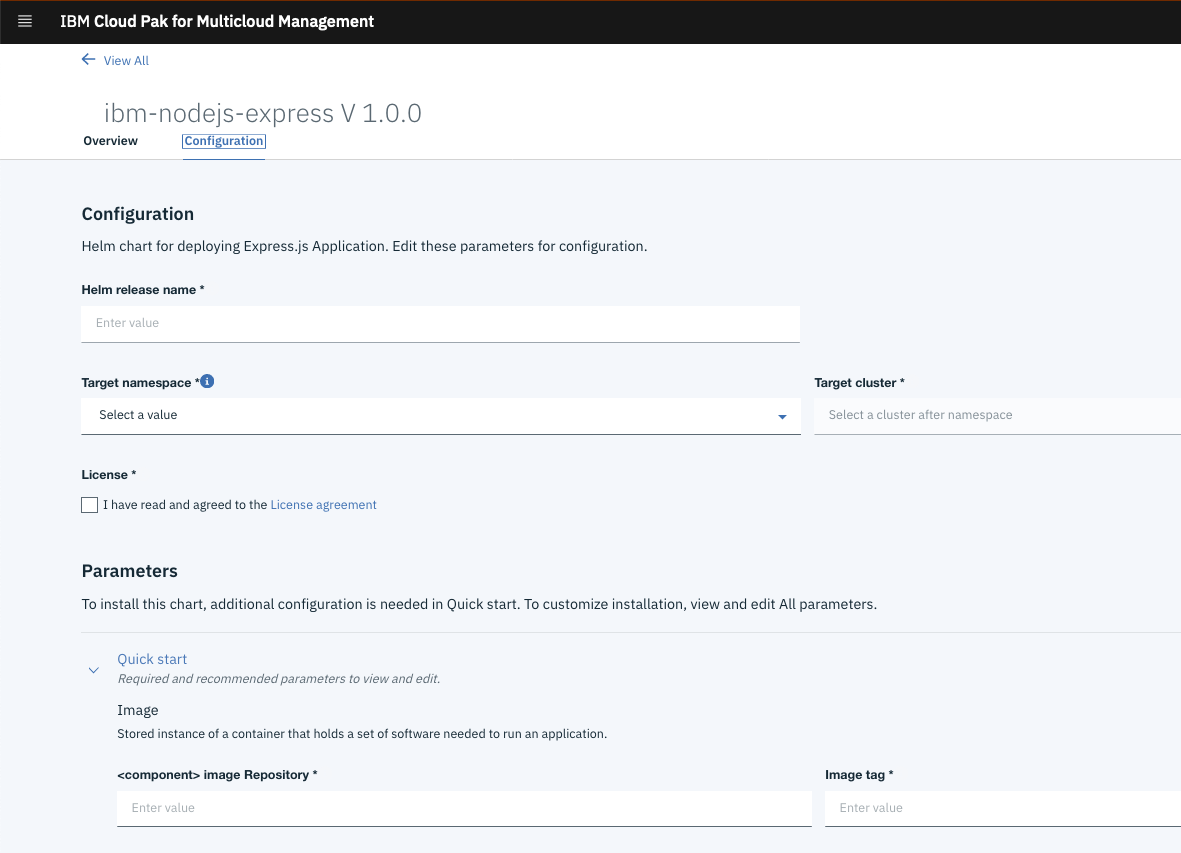 IBM Cloud Pak for Multicloud Management
View All
ibm-nodejs-express V 1.0.0
Overview Configuration
Configuration
Helm chart for deploying Express.js Application. Edit these parameters for configuration.
Helm release name *
Enter value
Target namespace * i Target cluster *
Select a value Select a cluster after namespace
License *
I have read and agreed to the License agreement
Parameters
To install this chart, additional configuration is needed in Quick start. To customize installation, view and edit All parameters.
Quick start
Required and recommended parameters to view and edit.
Image
Stored instance of a container that holds a set of software needed to run an application.
<component> image Repository * Image tag *
Enter value Enter value